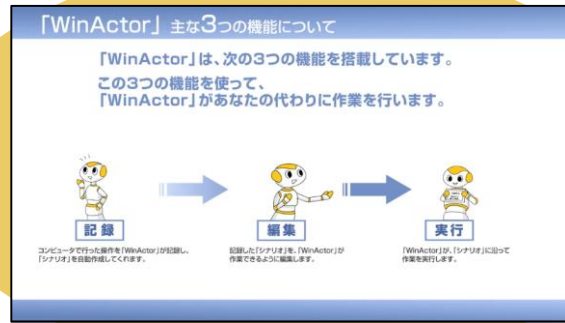 「WinActor」 主な3つの機能について
「WinActor」は、次の3つの機能を搭載しています。
この3つの機能を使って、
「WinActor」があなたの代わりに作業を行います。
記録
コンピュータで行った操作を「WinActor」が記録し、
「シナリオ」を自動作成してくれます。
編集
記録した「シナリオ」を、「WinActor」が
作業できるように編集します。
実行
「WinActor」が、「シナリオ」に沿って
作業を実行します。